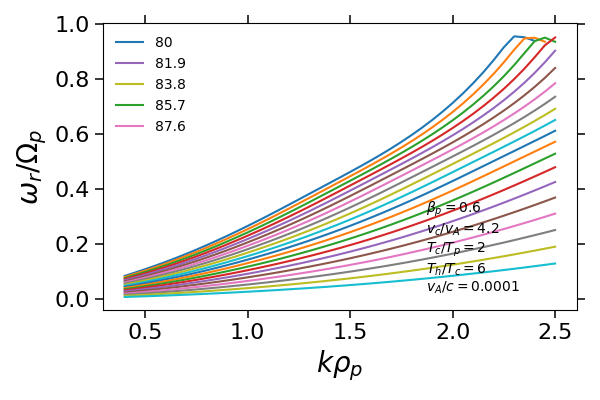 1.0
0.8
0.6
0.4
0.2
0.0
ω_r/Ω_p
80
81.9
83.8
85.7
87.6
β_p = 0.6
v_c/v_A = 4.2
T_c/T_p = 2
T_h/T_c = 6
v_A/c = 0.0001
0.5 1.0 1.5 2.0 2.5
kρ_p